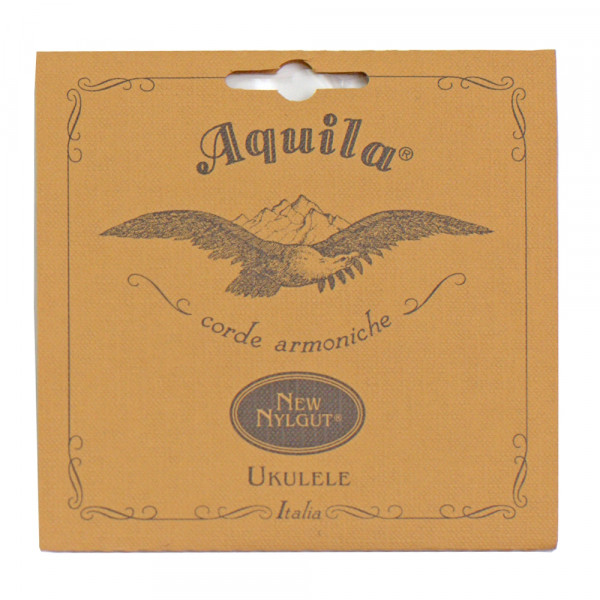 Aquila®
corde armoniche
NEW
NYLGUT®
UKULELE
Italia